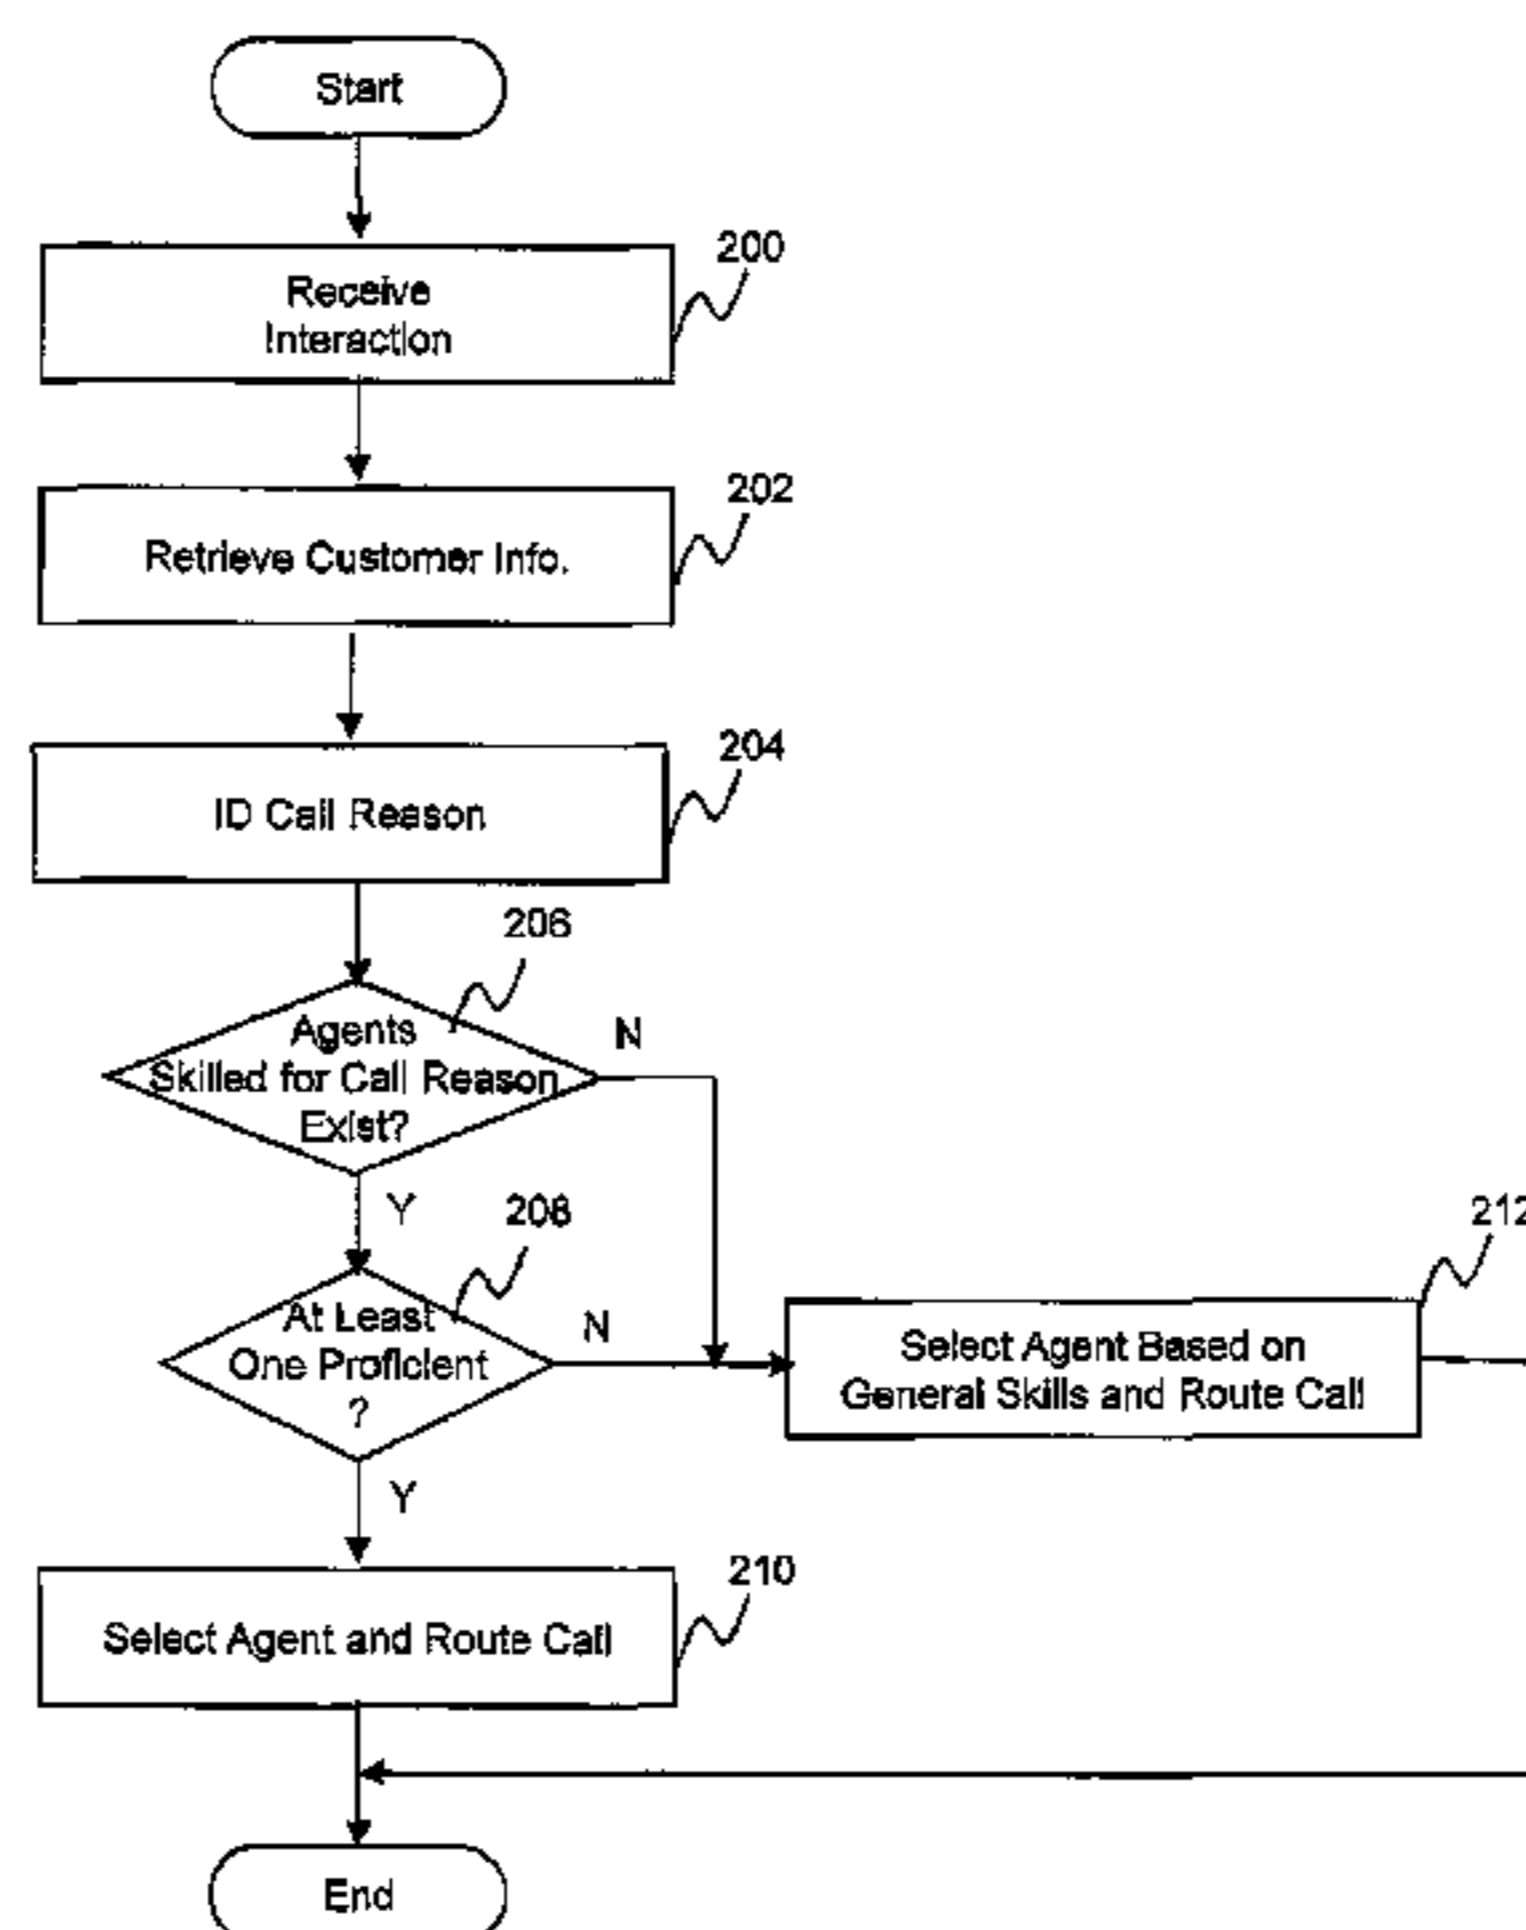 Start
200
Receive
Interaction
202
Retrieve Customer Info.
204
ID Call Reason
206
Agents
Skilled for Call Reason
Exist?
N
Y
208
At Least
One Proficient
?
N
212
Select Agent Based on
General Skills and Route Call
Y
210
Select Agent and Route Call
End